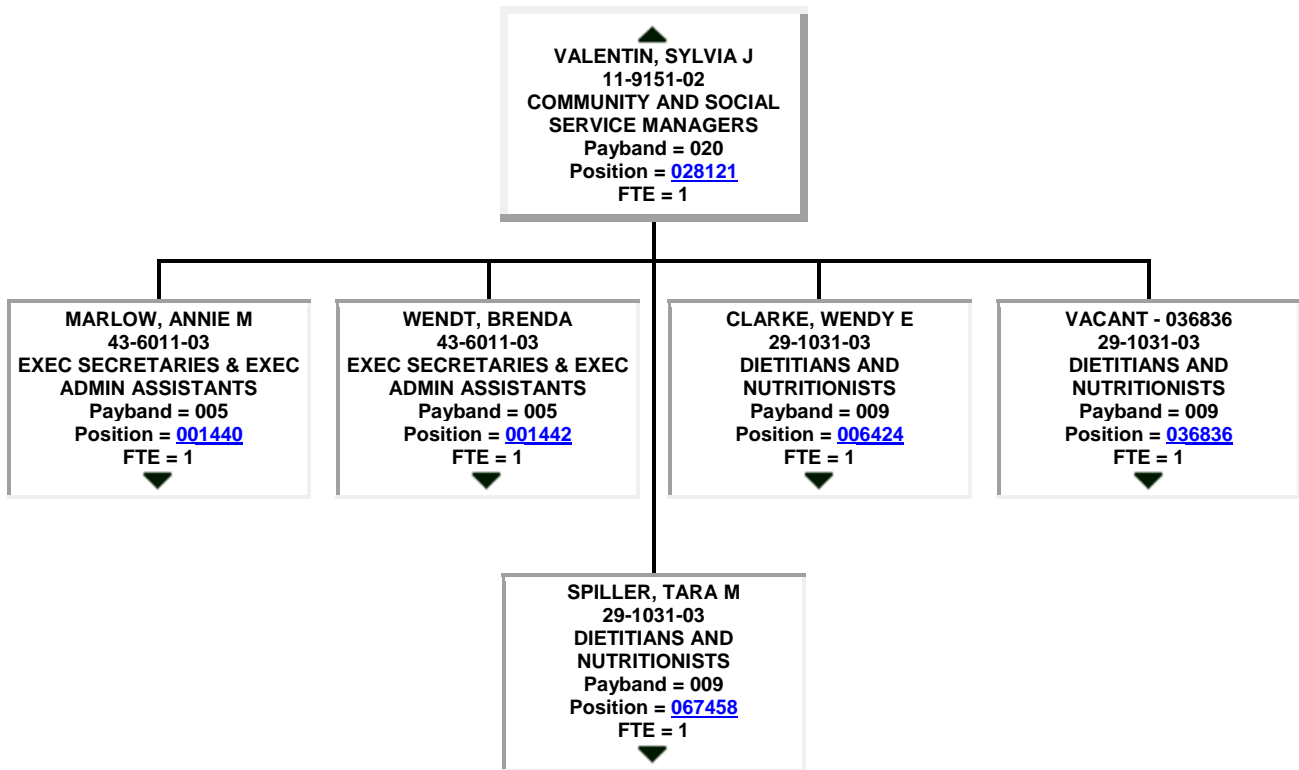 VALENTIN, SYLVIA J
11-9151-02
COMMUNITY AND SOCIAL
SERVICE MANAGERS
Payband = 020
Position = 028121
FTE = 1
MARLOW, ANNIE M
43-6011-03
EXEC SECRETARIES & EXEC
ADMIN ASSISTANTS
Payband = 005
Position = 001440
FTE = 1
WENDT, BRENDA
43-6011-03
EXEC SECRETARIES & EXEC
ADMIN ASSISTANTS
Payband = 005
Position = 001442
FTE = 1
CLARKE, WENDY E
29-1031-03
DIETITIANS AND
NUTRITIONISTS
Payband = 009
Position = 006424
FTE = 1
VACANT - 036836
29-1031-03
DIETITIANS AND
NUTRITIONISTS
Payband = 009
Position = 036836
FTE = 1
SPILLER, TARA M
29-1031-03
DIETITIANS AND
NUTRITIONISTS
Payband = 009
Position = 067458
FTE = 1